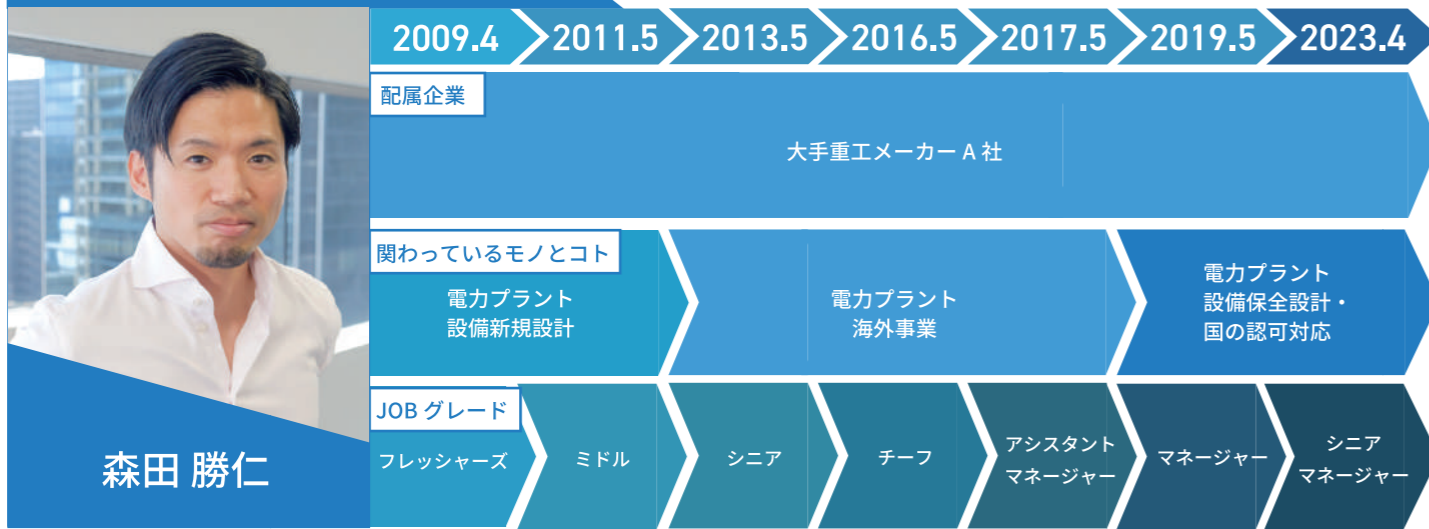 2009.4 2011.5 2013.5 2016.5 2017.5 2019.5 2023.4
配属企業
大手重工メーカー A 社
関わっているモノとコト
電力プラント
設備新規設計
電力プラント
海外事業
電力プラント
設備保全設計・
国の認可対応
JOB グレード
フレッシャーズ
ミドル
シニア
チーフ
アシスタント
マネージャー
マネージャー
シニア
マネージャー
森田 勝仁